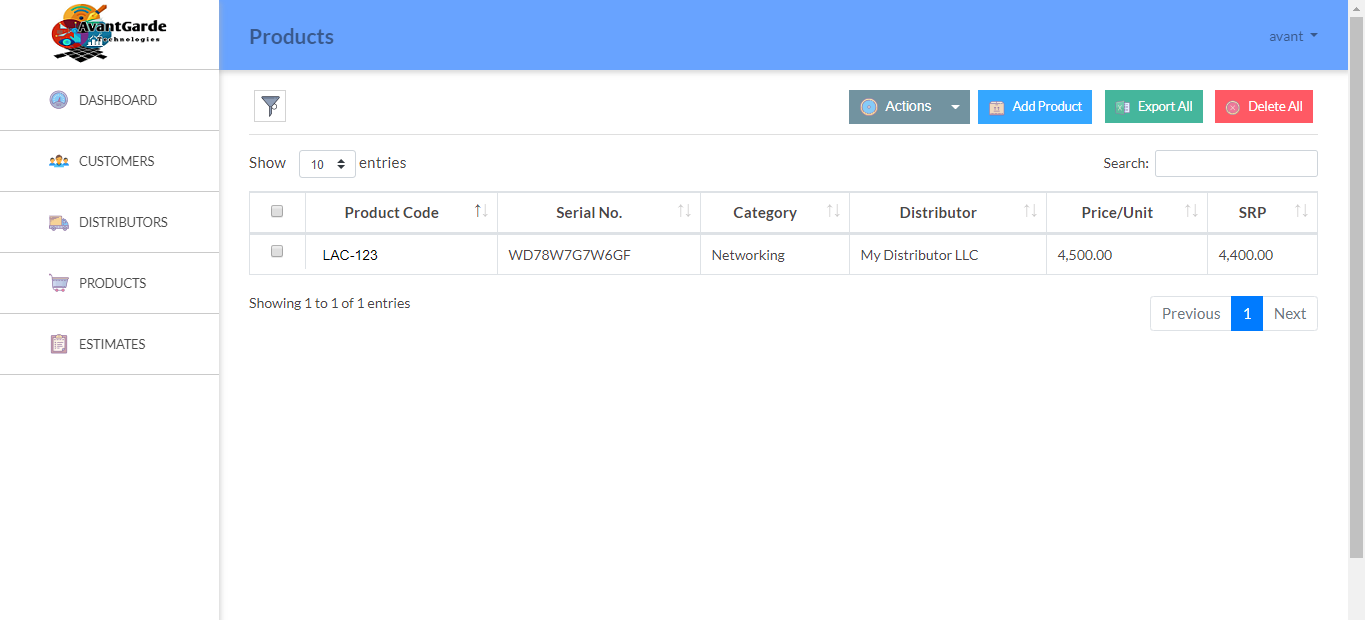 AvantGarde
Technologies
Products
avant
DASHBOARD
CUSTOMERS
DISTRIBUTORS
PRODUCTS
ESTIMATES
Actions Add Product Export All Delete All
Show 10 entries Search:
Product Code Serial No. Category Distributor Price/Unit SRP
LAC-123 WD78W7G7W6GF Networking My Distributor LLC 4,500.00 4,400.00
Showing 1 to 1 of 1 entries
Previous 1 Next